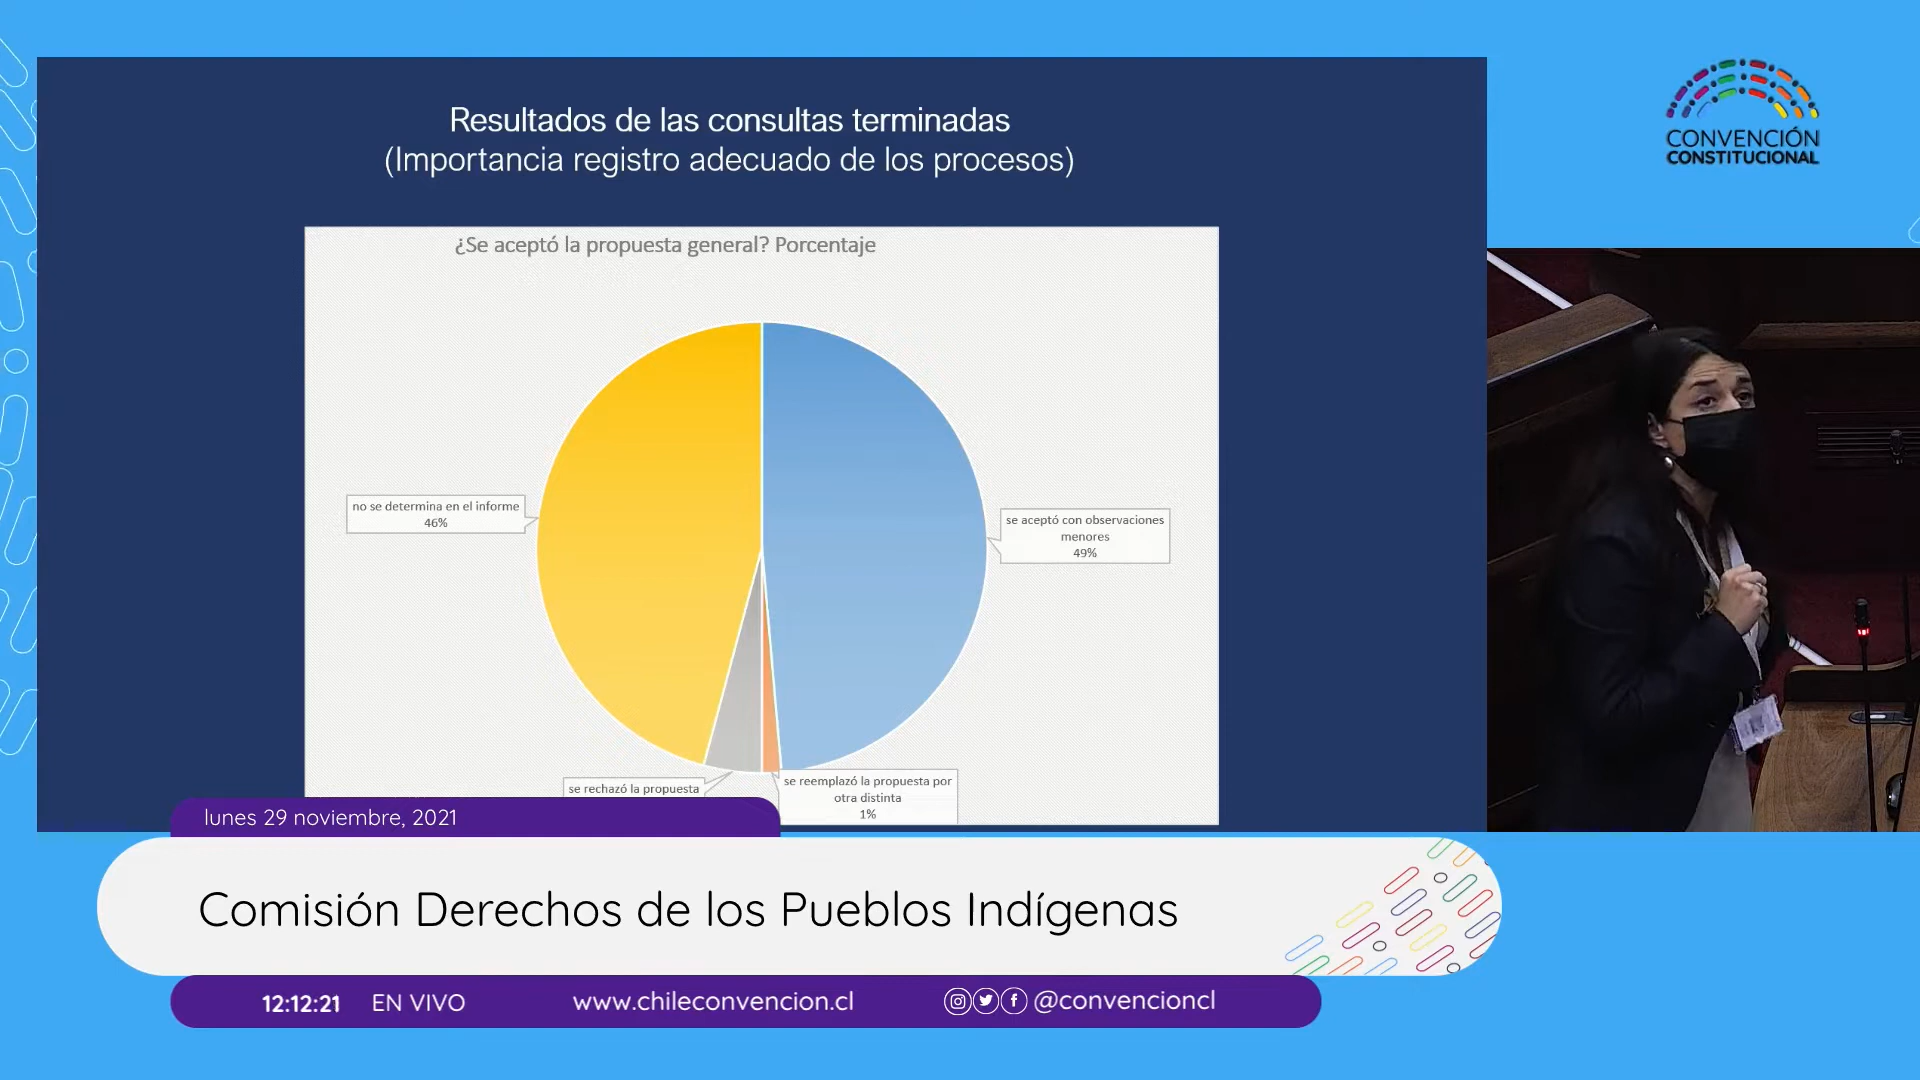 Resultados de las consultas terminadas
(Importancia registro adecuado de los procesos)
CONVENCIÓN
CONSTITUCIONAL
¿Se aceptó la propuesta general? Porcentaje
no se determina en el informe
46%
se aceptó con observaciones
menores
49%
se rechazó la propuesta
se reemplazó la propuesta por
otra distinta
1%
lunes 29 noviembre, 2021
Comisión Derechos de los Pueblos Indígenas
12:12:21 EN VIVO www.chileconvencion.cl @convencioncl